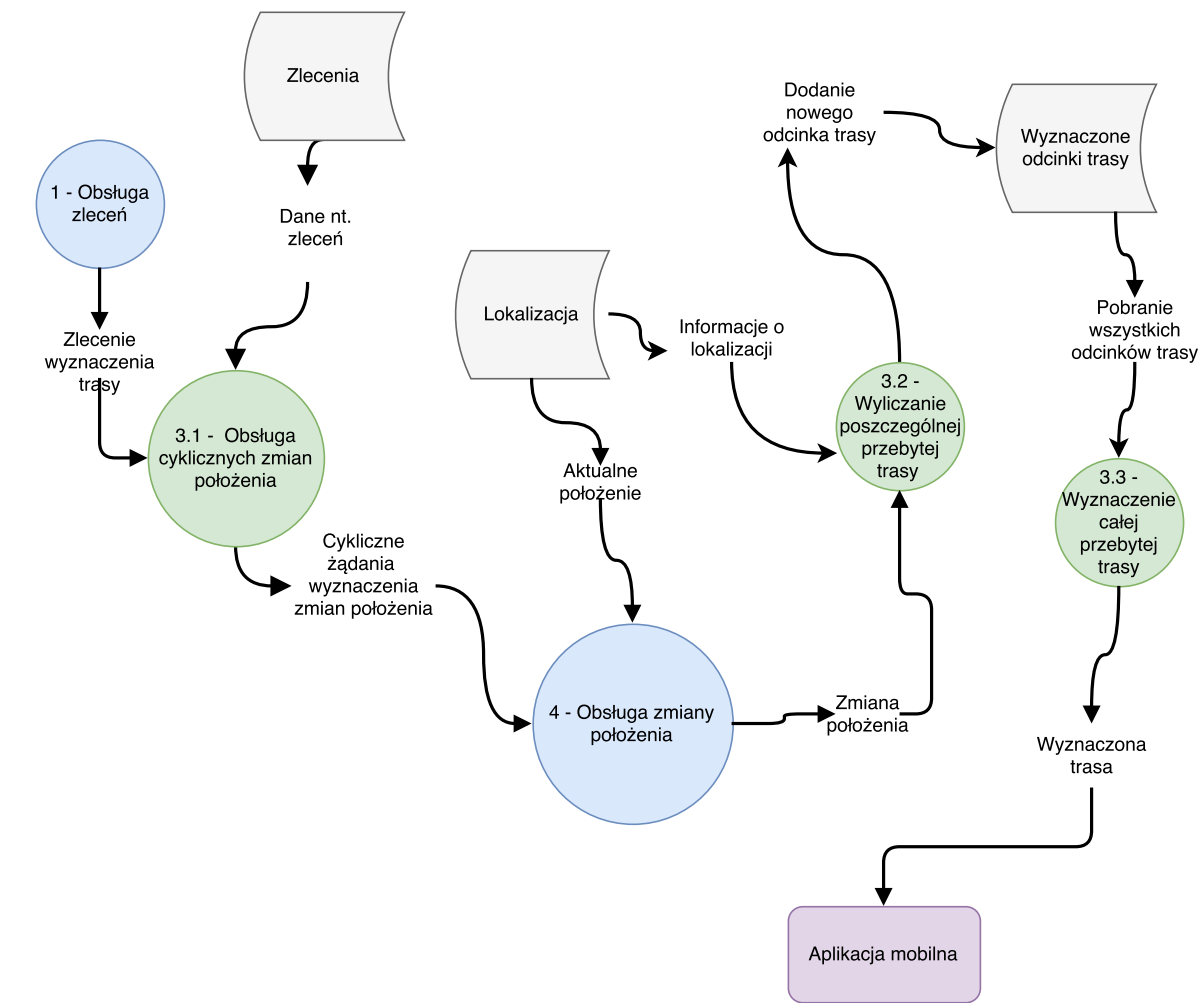 Zlecenia
1 - Obsługa
zleceń
Dane nt.
zleceń
Zlecenie
wyznaczenia
trasy
3.1 -  Obsługa
cyklicznych zmian
położenia
Cykliczne
żądania
wyznaczenia
zmian położenia
Lokalizacja
Informacje o
lokalizacji
Aktualne
położenie
4 - Obsługa zmiany
położenia
Zmiana
położenia
3.2 -
Wyliczanie
poszczególnej
przebytej
trasy
Dodanie
nowego
odcinka trasy
Wyznaczone
odcinki trasy
Pobranie
wszystkich
odcinków trasy
3.3 -
Wyznaczenie
całej
przebytej
trasy
Wyznaczona
trasa
Aplikacja mobilna